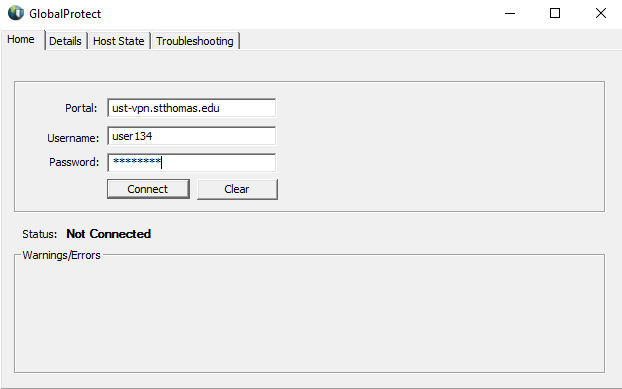 GlobalProtect
Home Details Host State Troubleshooting
Portal: ust-vpn.stthomas.edu
Username: user134
Password: ********
Connect Clear
Status: Not Connected
Warnings/Errors